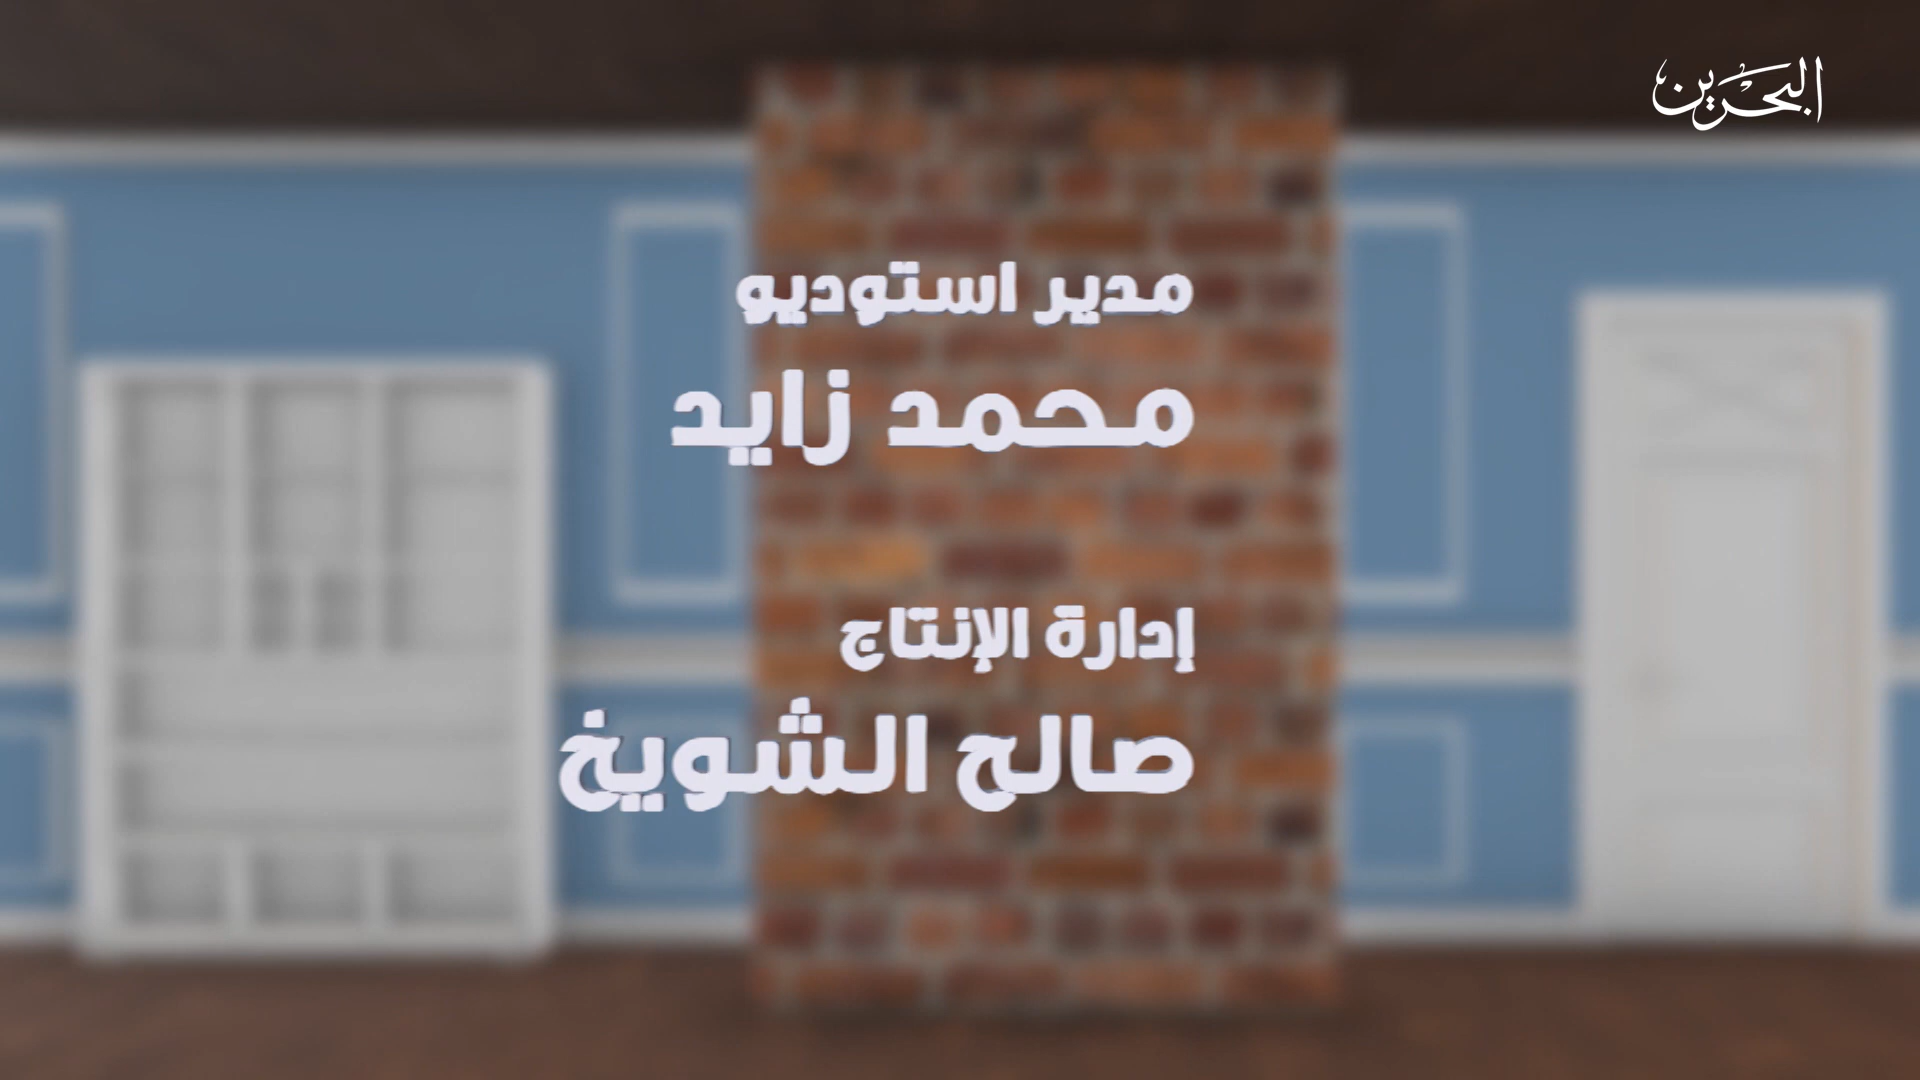 البحرين
مدير استوديو
محمد زايد
إدارة الإنتاج
صالح الشويخ